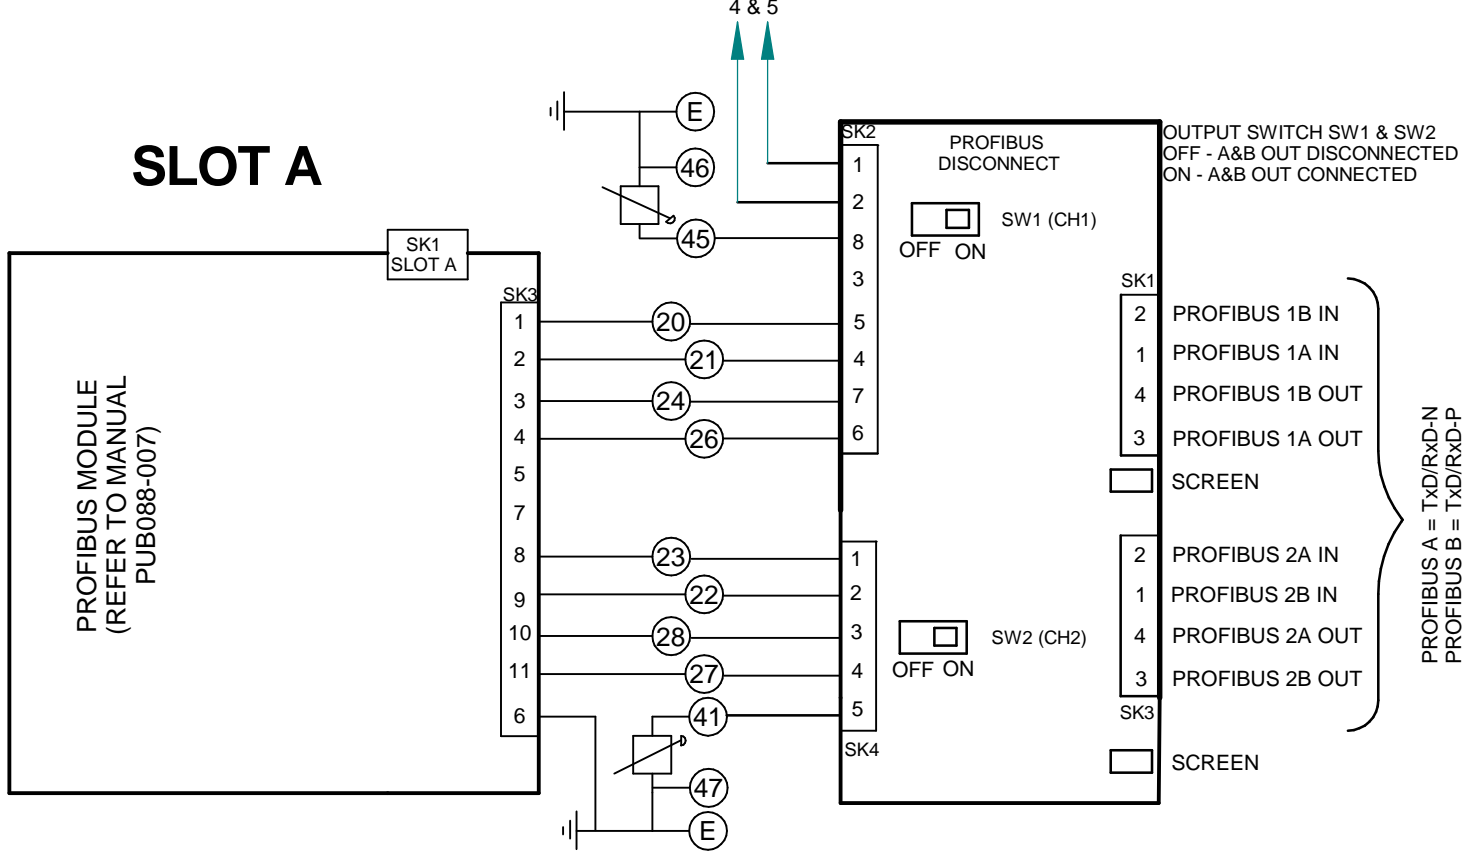 4 & 5
SLOT A
E
46
45
SK1
SLOT A
SK3
1
2
3
4
5
7
8
9
10
11
6
PROFIBUS MODULE
(REFER TO MANUAL
PUB088-007)
20
21
24
26
23
22
28
27
41
47
E
SK2
1
2
8
3
5
4
7
6
PROFIBUS
DISCONNECT
SW1 (CH1)
OFF ON
OUTPUT SWITCH SW1 & SW2
OFF - A&B OUT DISCONNECTED
ON - A&B OUT CONNECTED
SK1
2 PROFIBUS 1B IN
1 PROFIBUS 1A IN
4 PROFIBUS 1B OUT
3 PROFIBUS 1A OUT
SCREEN
1
2
3
4
5
SK4
SW2 (CH2)
OFF ON
2 PROFIBUS 2A IN
1 PROFIBUS 2B IN
4 PROFIBUS 2A OUT
3 PROFIBUS 2B OUT
SK3
SCREEN
PROFIBUS A = TxD/RxD-N
PROFIBUS B = TxD/RxD-P